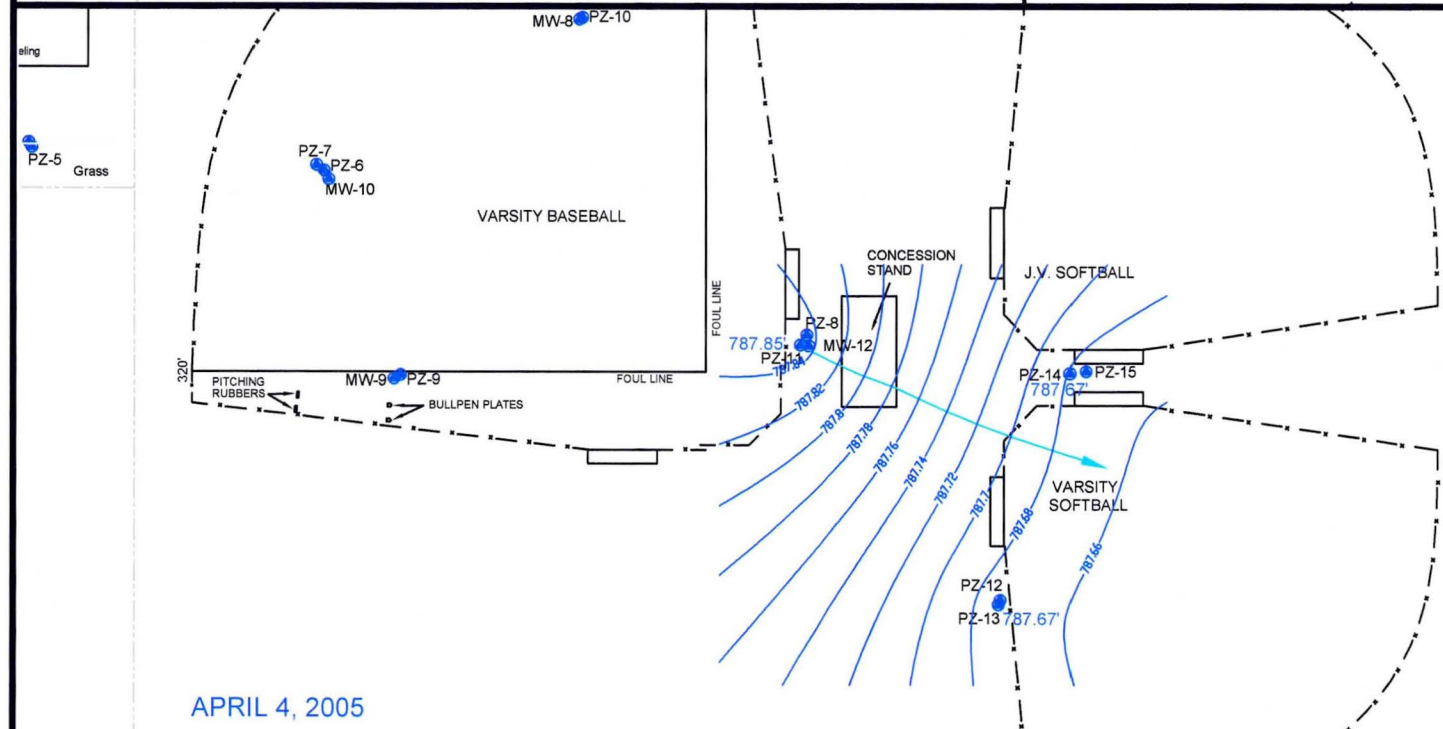 MW-8
PZ-10
eling
PZ-5
Grass
PZ-7
PZ-6
MW-10
VARSITY BASEBALL
CONCESSION
STAND
J.V. SOFTBALL
FOUL LINE
PZ-8
787.85'
MW-12
PZ-11
787.84
320'
MW-9
PZ-9
FOUL LINE
PITCHING
RUBBERS
BULLPEN PLATES
PZ-14
PZ-15
787.67'
787.82
787.8
787.78
787.76
787.74
787.72
787.7
787.68
787.66
VARSITY
SOFTBALL
PZ-12
PZ-13
787.67'
APRIL 4, 2005